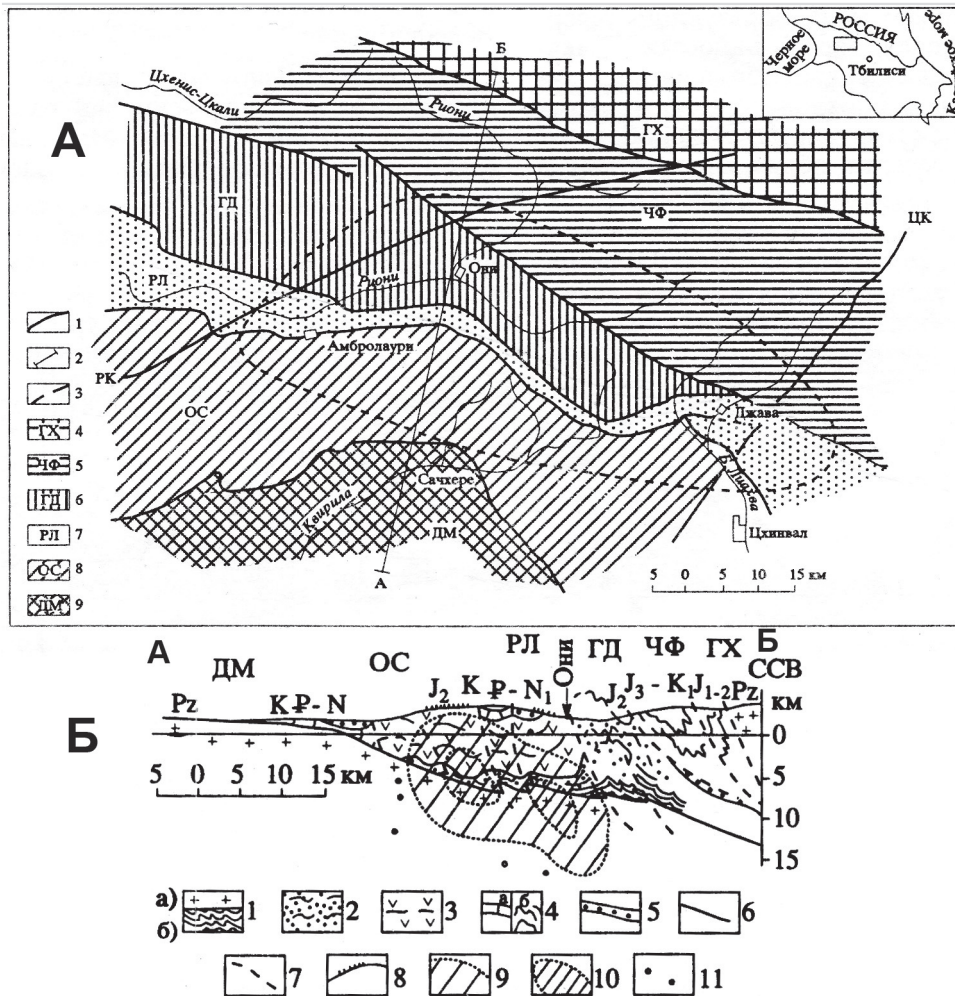 А
Б
РОССИЯ
Черное
море
Тбилиси
Цхенис-Цкали
Риони
ГХ
ГД
ЧФ
ЦК
Они
РЛ
Риони
Амбролаури
РК
ОС
Джава
Сачхере
Квирила
ДМ
Б. Лиахва
Цхинвал
А
1
2
3
ГХ 4
ЧФ 5
ГД 6
РЛ 7
ОС 8
ДМ 9
5 0 5 10 15 км
Б
А
ДМ
ОС
РЛ
Они
ГД
ЧФ
ГХ
Б
ССВ
Pz
K ₽ - N
J2 K ₽ - N1
J2
J3 - K1
J1-2
Pz
км
0
5
10
15
5 0 5 10 15 км
а)
б)
1
2
3
а б 4
5
6
7
8
9
10
11